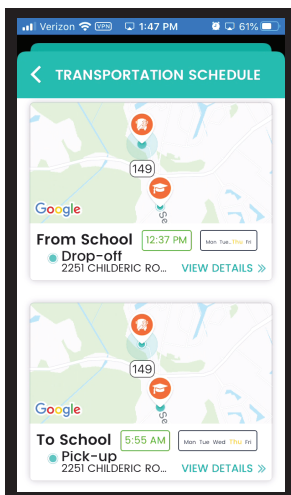 Verizon VPN 1:47 PM 61%
TRANSPORTATION SCHEDULE
149
Google
Se
From School 12:37 PM Mon Tue. Thu Fri
Drop-off
2251 CHILDERIC RO... VIEW DETAILS »
149
Google
Se
To School 5:55 AM Mon Tue Wed Thu Fri
Pick-up
2251 CHILDERIC RO... VIEW DETAILS »